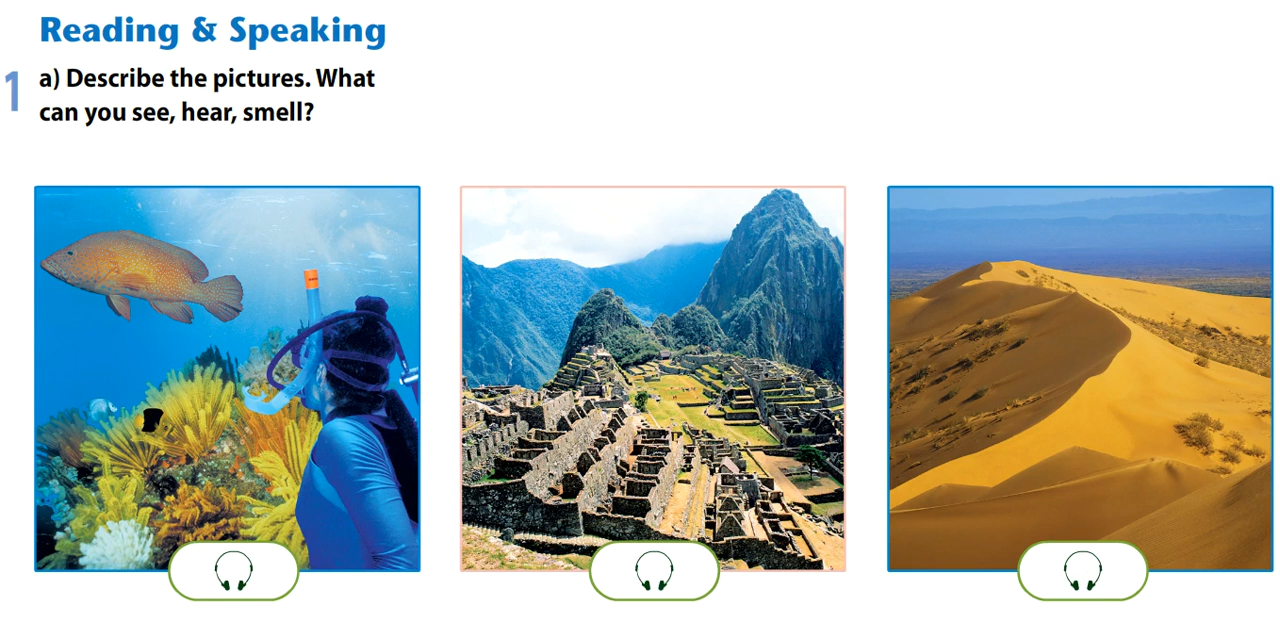 Reading & Speaking
1
a) Describe the pictures. What
can you see, hear, smell?